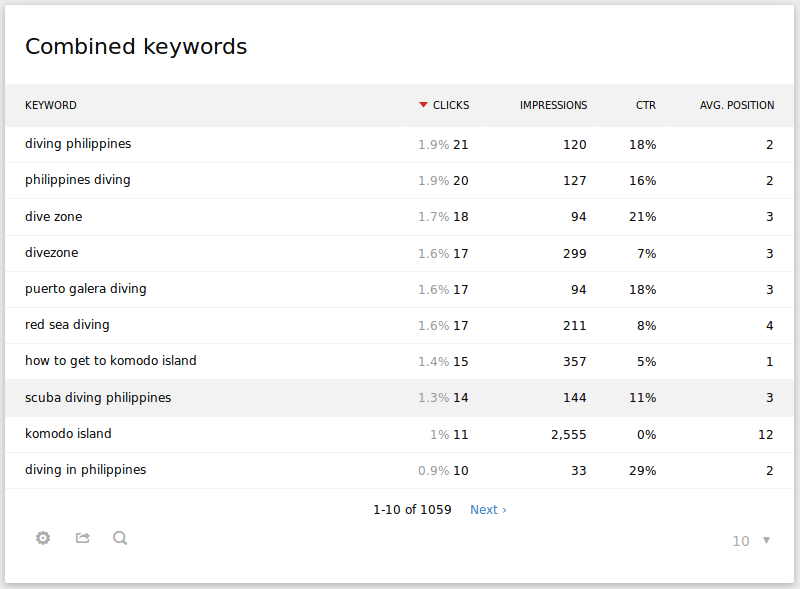 Combined keywords
KEYWORD CLICKS IMPRESSIONS CTR AVG. POSITION
diving philippines 1.9% 21 120 18% 2
philippines diving 1.9% 20 127 16% 2
dive zone 1.7% 18 94 21% 3
divezone 1.6% 17 299 7% 3
puerto galera diving 1.6% 17 94 18% 3
red sea diving 1.6% 17 211 8% 4
how to get to komodo island 1.4% 15 357 5% 1
scuba diving philippines 1.3% 14 144 11% 3
komodo island 1% 11 2,555 0% 12
diving in philippines 0.9% 10 33 29% 2
1-10 of 1059 Next ›
10